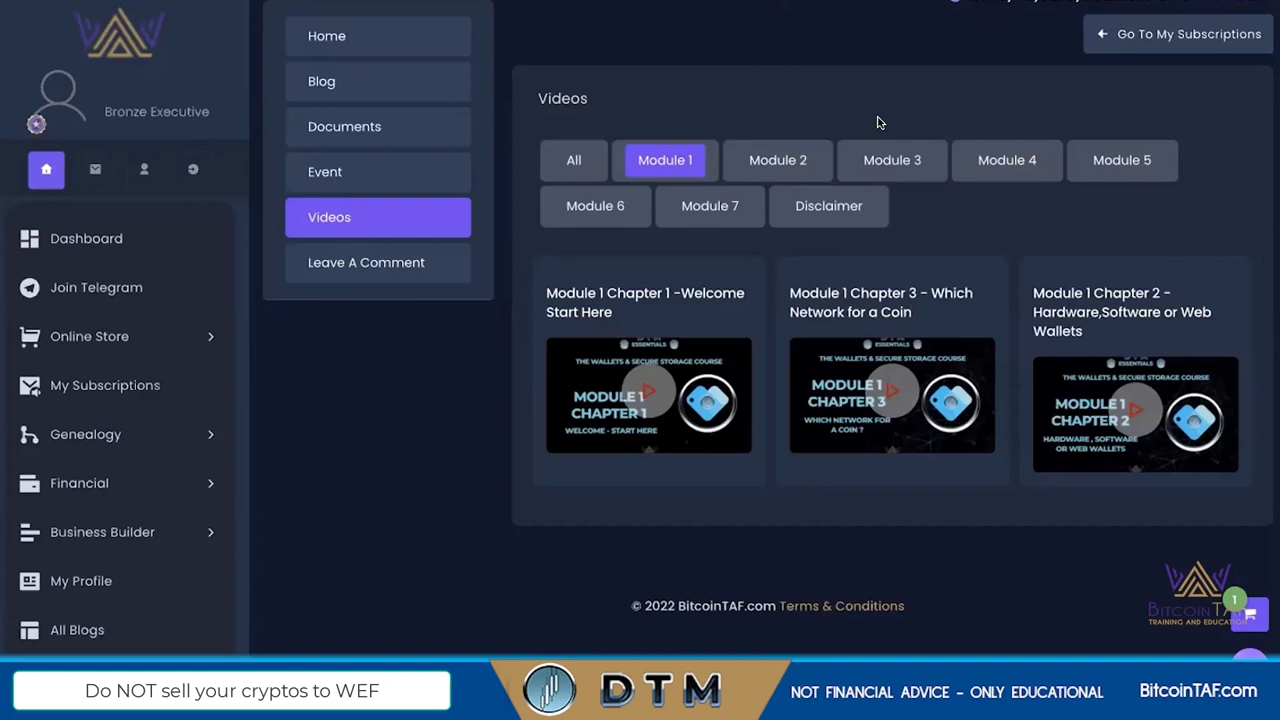 Bronze Executive
Dashboard
Join Telegram
Online Store
My Subscriptions
Genealogy
Financial
Business Builder
My Profile
All Blogs
Home
Blog
Documents
Event
Videos
Leave A Comment
Go To My Subscriptions
Videos
All
Module 1
Module 2
Module 3
Module 4
Module 5
Module 6
Module 7
Disclaimer
Module 1 Chapter 1 -Welcome
Start Here
ESSENTIALS
THE WALLETS & SECURE STORAGE COURSE
MODULE 1
CHAPTER 1
WELCOME - START HERE
Module 1 Chapter 3 - Which
Network for a Coin
ESSENTIALS
THE WALLETS & SECURE STORAGE COURSE
MODULE 1
CHAPTER 3
WHICH NETWORK FOR
A COIN ?
Module 1 Chapter 2 -
Hardware,Software or Web
Wallets
ESSENTIALS
THE WALLETS & SECURE STORAGE COURSE
MODULE 1
CHAPTER 2
HARDWARE , SOFTWARE
OR WEB WALLETS
© 2022 BitcoinTAF.com Terms & Conditions
BITCOINTAF
TRAINING AND EDUCATION
1
Do NOT sell your cryptos to WEF
DTM
NOT FINANCIAL ADVICE - ONLY EDUCATIONAL
BitcoinTAF.com